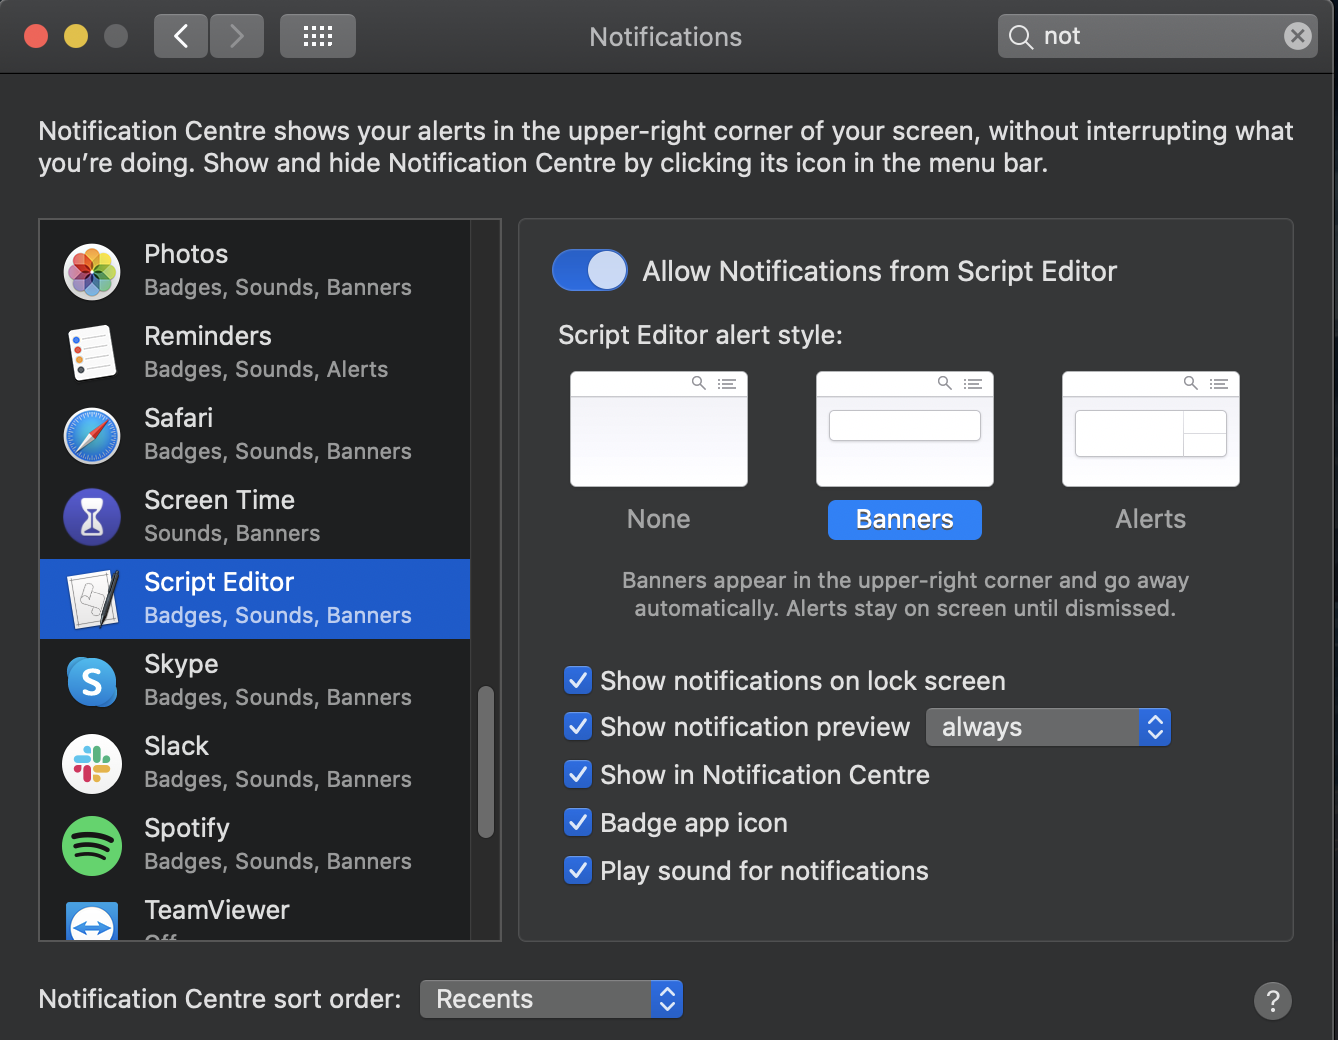 Notifications
not
Notification Centre shows your alerts in the upper-right corner of your screen, without interrupting what
you’re doing. Show and hide Notification Centre by clicking its icon in the menu bar.
Photos
Badges, Sounds, Banners
Reminders
Badges, Sounds, Alerts
Safari
Badges, Sounds, Banners
Screen Time
Sounds, Banners
Script Editor
Badges, Sounds, Banners
Skype
Badges, Sounds, Banners
Slack
Badges, Sounds, Banners
Spotify
Badges, Sounds, Banners
TeamViewer
Off
Allow Notifications from Script Editor
Script Editor alert style:
None
Banners
Alerts
Banners appear in the upper-right corner and go away
automatically. Alerts stay on screen until dismissed.
Show notifications on lock screen
Show notification preview always
Show in Notification Centre
Badge app icon
Play sound for notifications
Notification Centre sort order: Recents
?